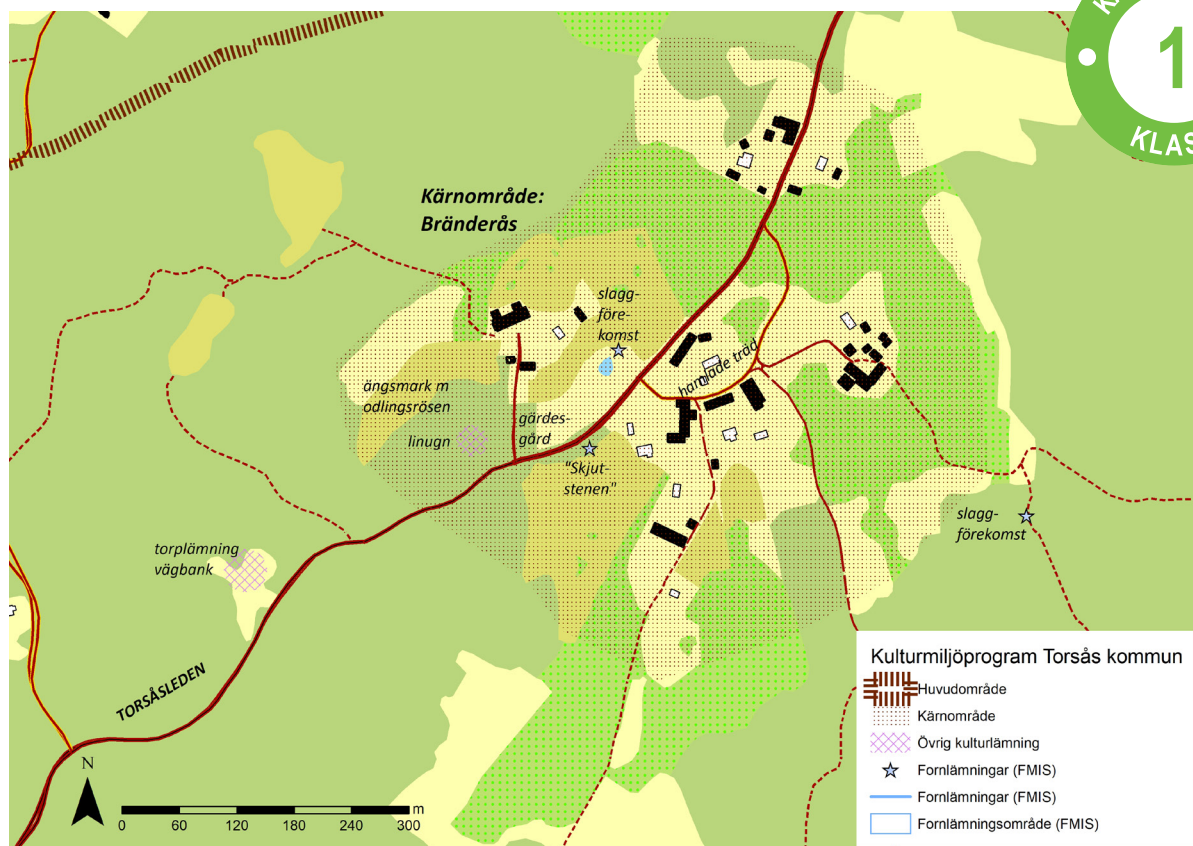 1
KLAS
Kärnområde:
Bränderås
slagg-
före-
komst
hamlade träd
ängsmark m
odlingsrösen
linugn
gärdes-
gård
"Skjut-
stenen"
slagg-
förekomst
torplämning
vägbank
TORSÅSLEDEN
N
m
0 60 120 180 240 300
Kulturmiljöprogram Torsås kommun
Huvudområde
Kärnområde
Övrig kulturlämning
Fornlämningar (FMIS)
Fornlämningar (FMIS)
Fornlämningsområde (FMIS)